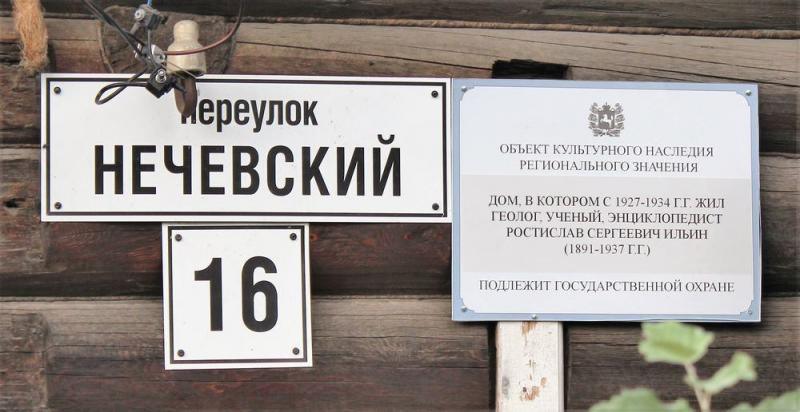 переулок
НЕЧЕВСКИЙ
16
ОБЪЕКТ КУЛЬТУРНОГО НАСЛЕДИЯ
РЕГИОНАЛЬНОГО ЗНАЧЕНИЯ
ДОМ, В КОТОРОМ С 1927-1934 Г.Г. ЖИЛ
ГЕОЛОГ, УЧЕНЫЙ, ЭНЦИКЛОПЕДИСТ
РОСТИСЛАВ СЕРГЕЕВИЧ ИЛЬИН
(1891-1937 Г.Г.)
ПОДЛЕЖИТ ГОСУДАРСТВЕННОЙ ОХРАНЕ